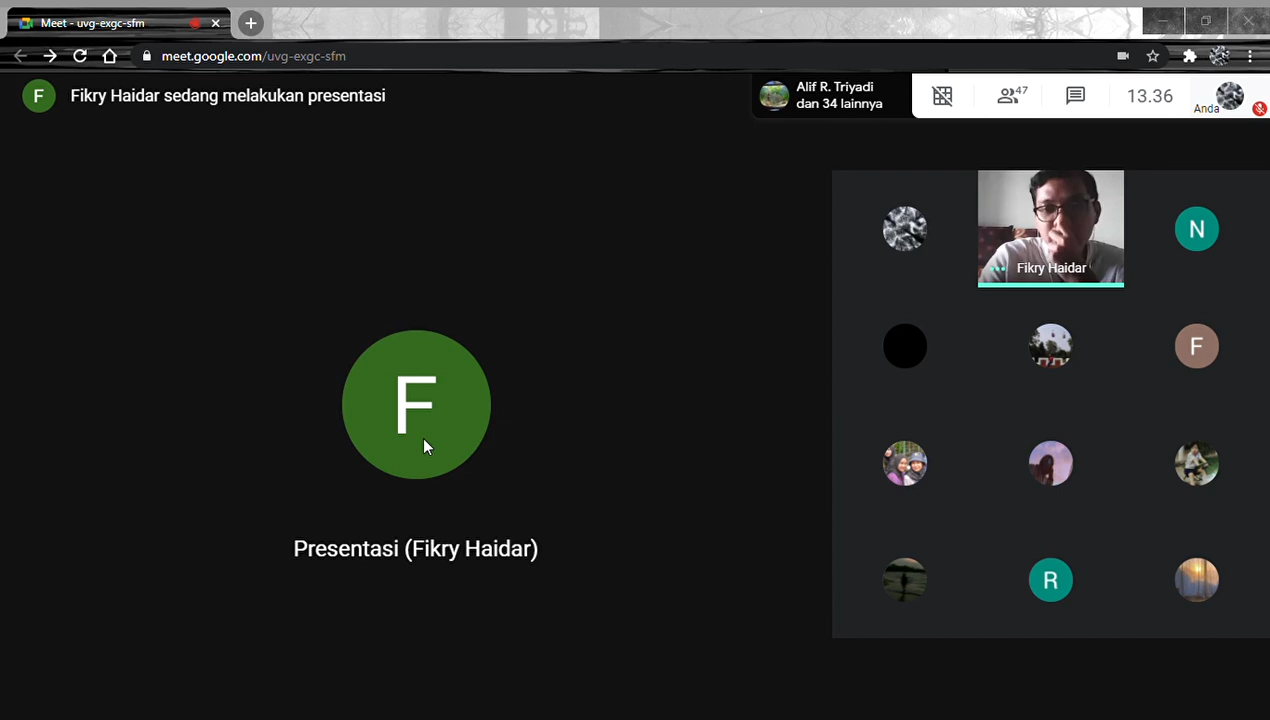 Meet - uvg-exgc-sfm
meet.google.com/uvg-exgc-sfm
F
Fikry Haidar sedang melakukan presentasi
Alif R. Triyadi
dan 34 lainnya
47
13.36
Anda
N
Fikry Haidar
F
F
Presentasi (Fikry Haidar)
R